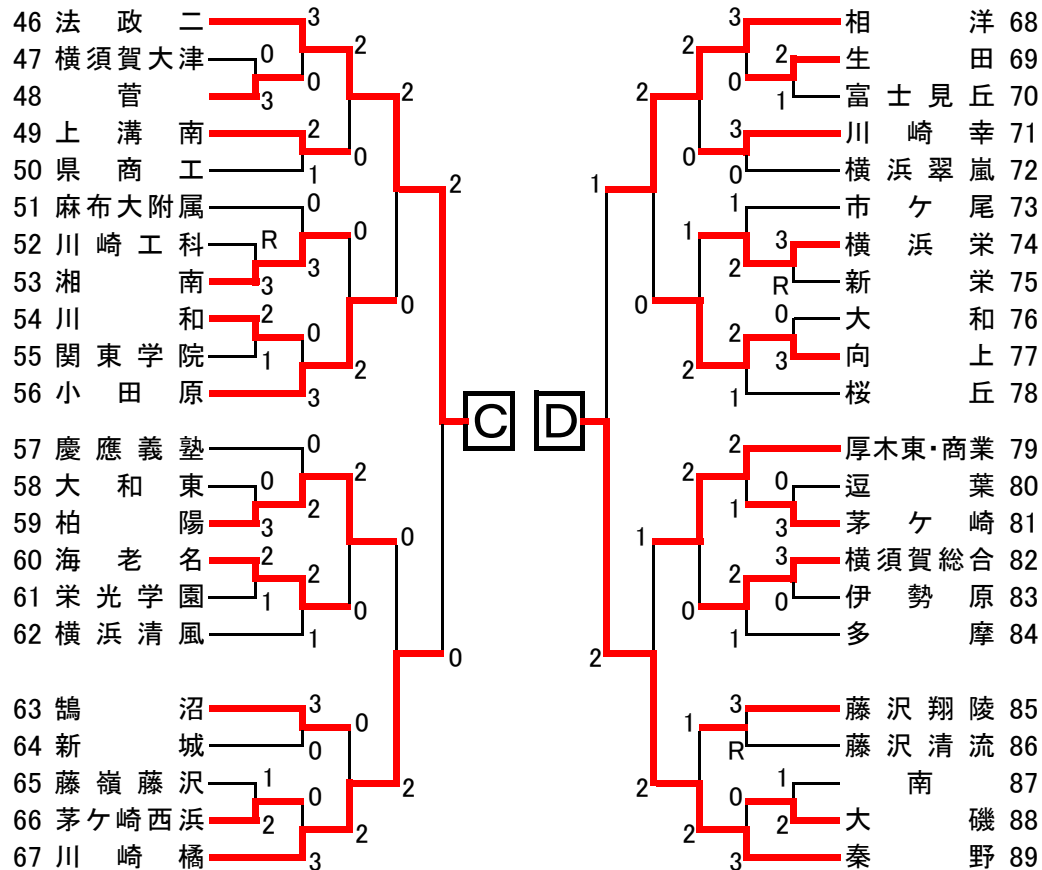 46 法政二 3
47 横須賀大津 0 2
48 菅 3 0 2
49 上溝南 2
50 県商工 1 0
51 麻布大附属 0 2
52 川崎工科 R 0
53 湘南 3 3
54 川和 2 0 0
55 関東学院 1
56 小田原 3 2
57 慶應義塾 0
58 大和東 0 2
59 柏陽 3 2
60 海老名 2 2 0
61 栄光学園 1 0
62 横浜清風 1 0
63 鵠沼 3 0
64 新城 0
65 藤嶺藤沢 1 0 2
66 茅ケ崎西浜 2 2
67 川崎橘 3
C D
3 相洋 68
2 2 生田 69
2 0 1 富士見丘 70
3 川崎幸 71
0 0 横浜翠嵐 72
1 1 市ケ尾 73
1 3 横浜栄 74
2 R 新栄 75
0 0 大和 76
2 2 3 向上 77
1 桜丘 78
2 厚木東・商業 79
2 0 逗葉 80
1 1 3 茅ケ崎 81
2 3 横須賀総合 82
0 0 伊勢原 83
2 1 多摩 84
1 3 藤沢翔陵 85
R 藤沢清流 86
2 0 1 南 87
2 2 大磯 88
3 秦野 89